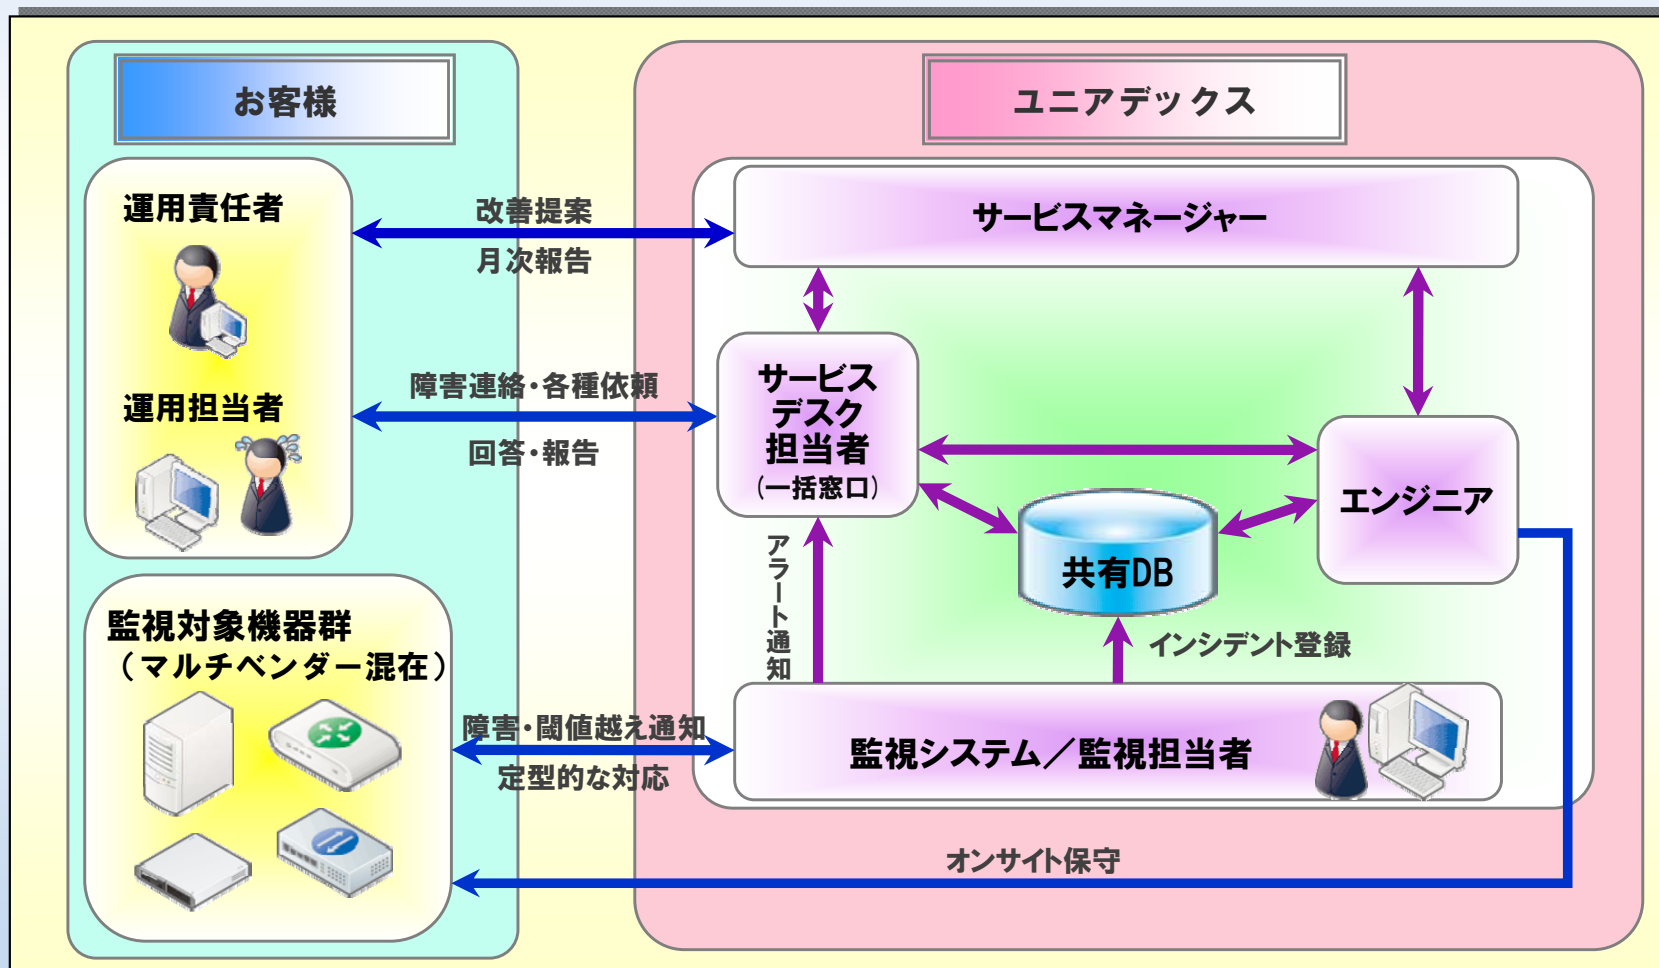 お客様
ユニアデックス
運用責任者
改善提案
月次報告
サービスマネージャー
運用担当者
障害連絡・各種依頼
回答・報告
サービス
デスク
担当者
(一括窓口)
エンジニア
共有DB
アラート通知
インシデント登録
監視対象機器群
(マルチベンダー混在)
障害・閾値越え通知
定型的な対応
監視システム/監視担当者
オンサイト保守